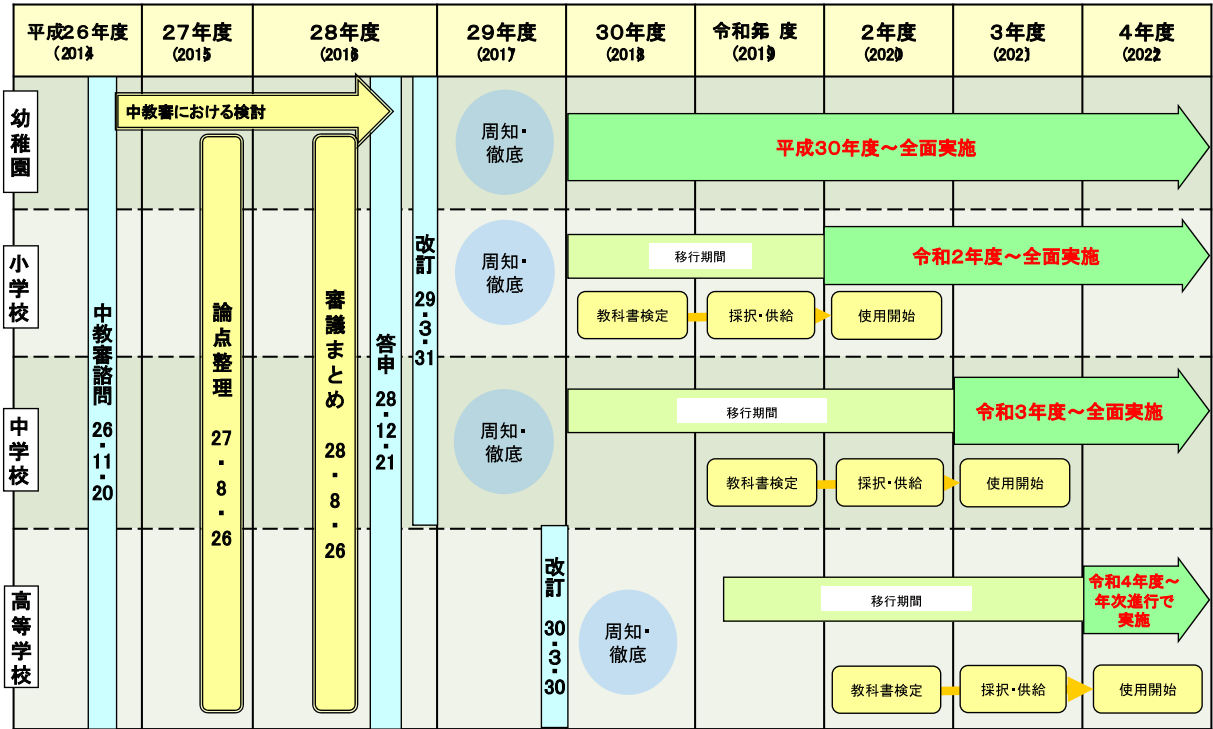 平成26年度
(2014)
27年度
(2015)
28年度
(2016)
29年度
(2017)
30年度
(2018)
令和元年度
(2019)
2年度
(2020)
3年度
(2021)
4年度
(2022)
幼稚園
中教審における検討
周知・
徹底
平成30年度～全面実施
小学校
周知・
徹底
移行期間
令和2年度～全面実施
教科書検定
採択・供給
使用開始
中教審諮問 26・11・20
論点整理 27・8・26
審議まとめ 28・8・26
答申 28・12・21
改訂 29・3・31
中学校
周知・
徹底
移行期間
令和3年度～全面実施
教科書検定
採択・供給
使用開始
高等学校
改訂 30・3・30
周知・
徹底
移行期間
令和4年度～
年次進行で
実施
教科書検定
採択・供給
使用開始